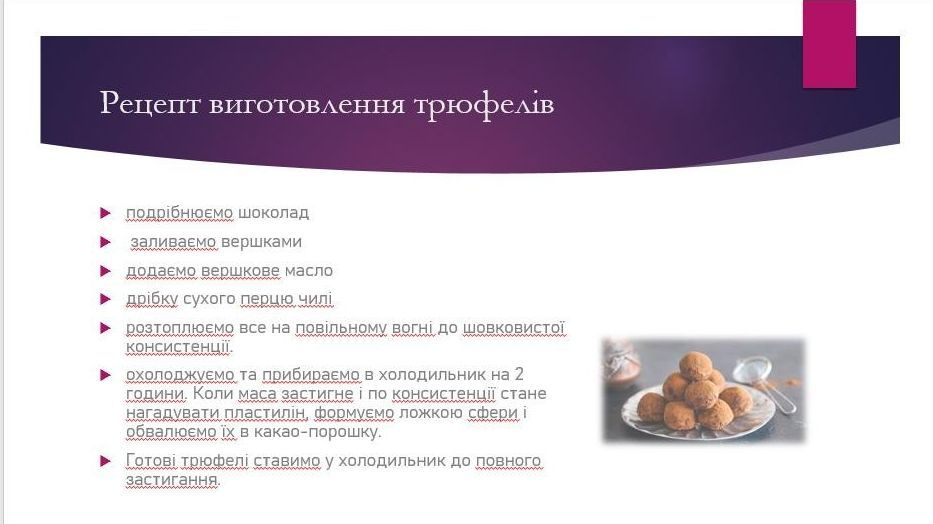 Рецепт виготовлення трюфелів
подрібнюємо шоколад
заливаємо вершками
додаємо вершкове масло
дрібку сухого перцю чилі
розтоплюємо все на повільному вогні до шовковистої
консистенції.
охолоджуємо та прибираємо в холодильник на 2
години. Коли маса застигне і по консистенції стане
нагадувати пластилін, формуємо ложкою сфери і
обвалюємо їх в какао-порошку.
Готові трюфелі ставимо у холодильник до повного
застигання.